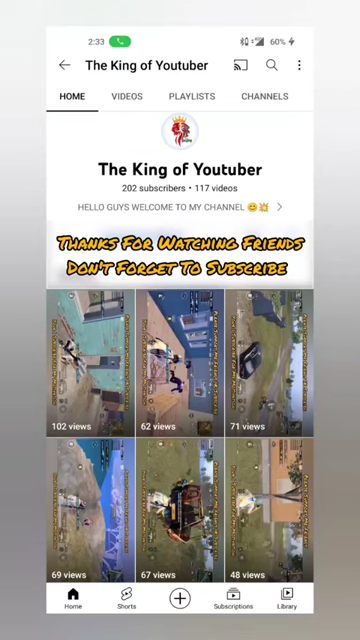 2:33
60%
The King of Youtuber
HOME VIDEOS PLAYLISTS CHANNELS
The King of Youtuber
202 subscribers • 117 videos
HELLO GUYS WELCOME TO MY CHANNEL 😊💥
THANKS FOR WATCHING FRIENDS
DON'T FORGET TO SUBSCRIBE
102 views
62 views
71 views
69 views
67 views
48 views
Home Shorts Subscriptions Library